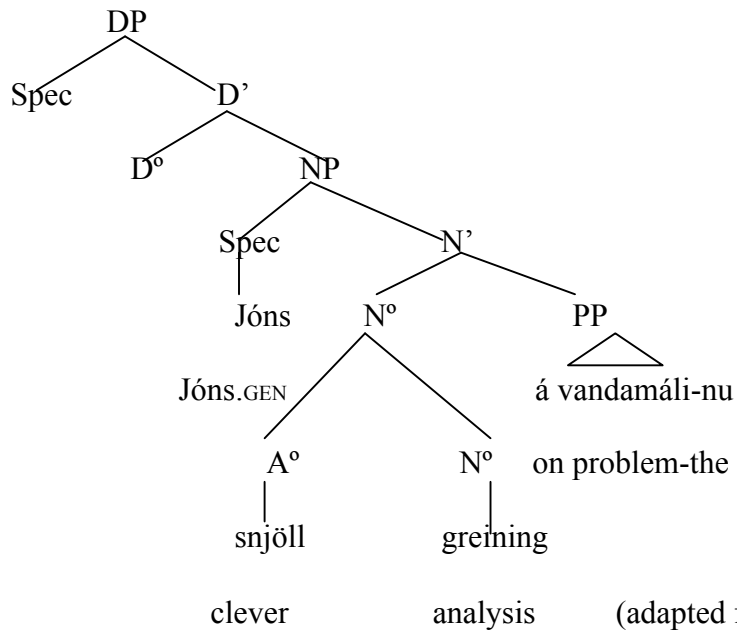 DP
Spec D’
Dº NP
Spec N’
Jóns Nº PP
Jóns.GEN á vandamáli-nu
Aº Nº on problem-the
snjöll greining
clever analysis (adapted